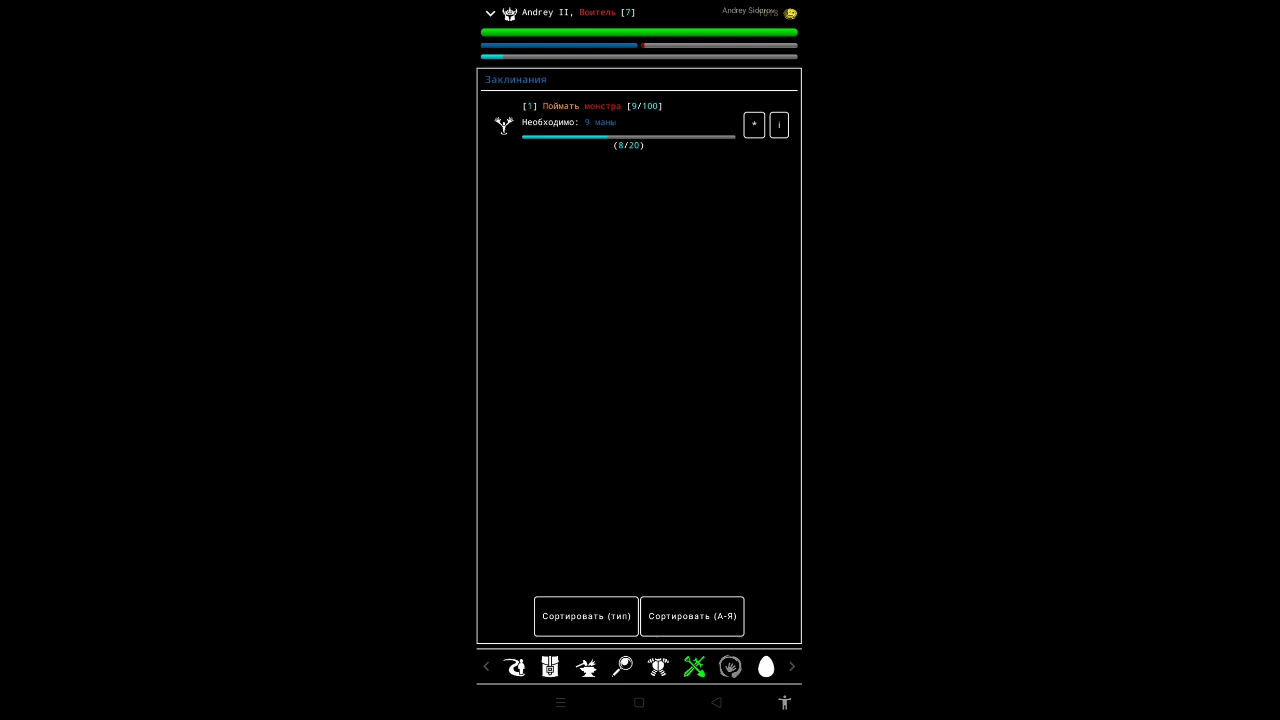 Andrey II, Воитель [7]
Andrey Sidorov
Заклинания
[1] Поймать монстра [9/100]
Необходимо: 9 маны
* i
(8/20)
Сортировать (тип) Сортировать (А-Я)